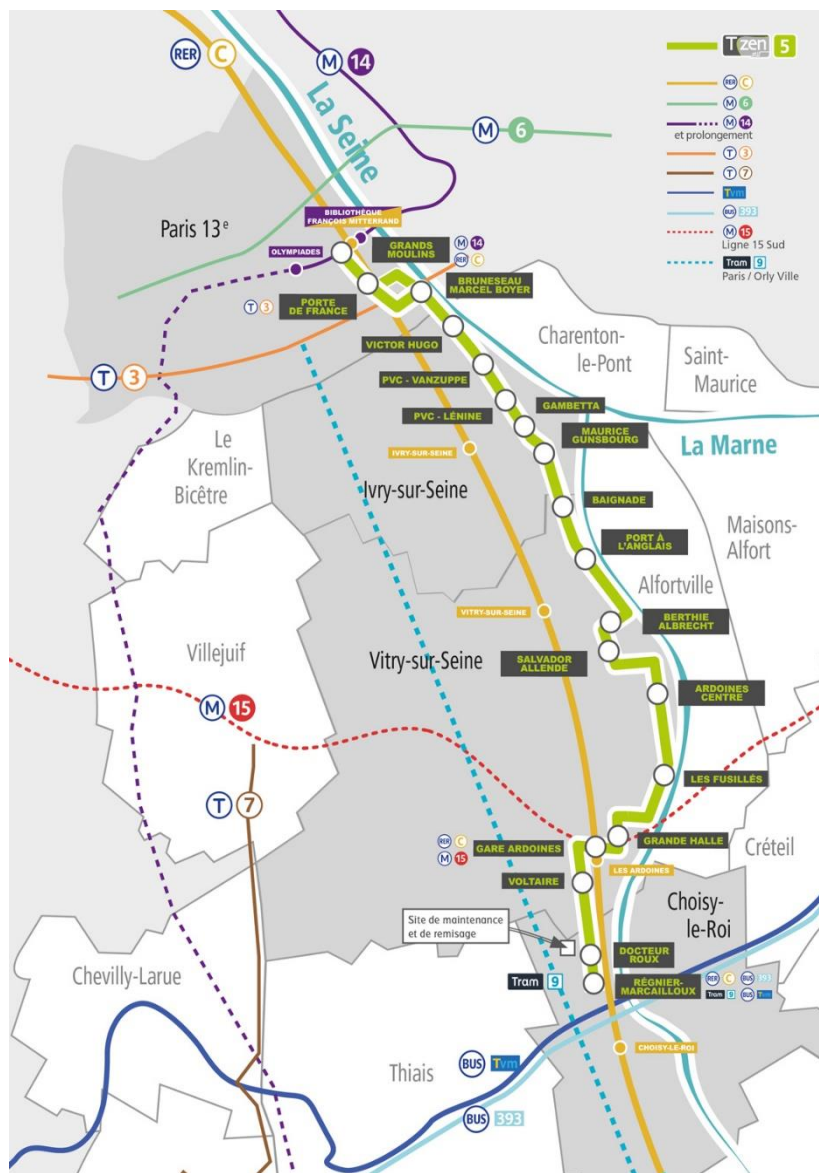 RER C
M 14
T zen 5
La Seine
M 6
RER C
M 6
M 14
et prolongement
T 3
T 7
Tvm
BUS 393
M 15
Ligne 15 Sud
Tram 9
Paris / Orly Ville
Paris 13e
BIBLIOTHÈQUE
FRANÇOIS MITTERRAND
OLYMPIADES
GRANDS
MOULINS
M 14
RER C
BRUNESEAU
MARCEL BOYER
T 3
PORTE
DE FRANCE
VICTOR HUGO
Charenton-
le-Pont
Saint-
Maurice
T 3
PVC - VANZUPPE
GAMBETTA
PVC - LÉNINE
MAURICE
GUNSBOURG
La Marne
Le
Kremlin-
Bicêtre
IVRY-SUR-SEINE
Ivry-sur-Seine
BAIGNADE
Maisons-
Alfort
PORT À
L'ANGLAIS
Alfortville
VITRY-SUR-SEINE
BERTHIE
ALBRECHT
Villejuif
Vitry-sur-Seine
SALVADOR
ALLENDE
ARDOINES
CENTRE
M 15
LES FUSILLÉS
T 7
RER C
M 15
GARE ARDOINES
GRANDE HALLE
Créteil
LES ARDOINES
VOLTAIRE
Choisy-
le-Roi
Site de maintenance
et de remisage
DOCTEUR
ROUX
Chevilly-Larue
Tram 9
RÉGNIER-
MARCAILLOUX
RER C BUS 393
Tram 9 BUS Tvm
CHOISY-LE-ROI
Thiais
BUS Tvm
BUS 393